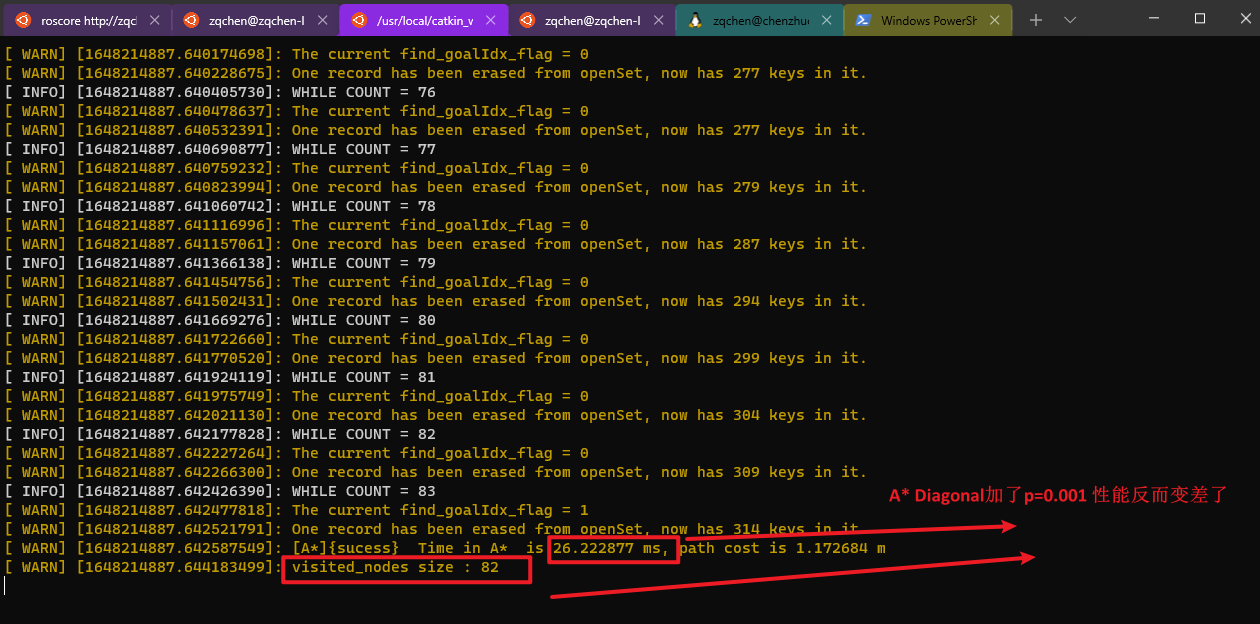 roscore http://zqcl
zqchen@zqchen-l
/usr/local/catkin_v
zqchen@zqchen-l
zqchen@chenzhuo
Windows PowerSh
[ WARN] [1648214887.640174698]: The current find_goalIdx_flag = 0
[ WARN] [1648214887.640228675]: One record has been erased from openSet, now has 277 keys in it.
[ INFO] [1648214887.640405730]: WHILE COUNT = 76
[ WARN] [1648214887.640478637]: The current find_goalIdx_flag = 0
[ WARN] [1648214887.640532391]: One record has been erased from openSet, now has 277 keys in it.
[ INFO] [1648214887.640690877]: WHILE COUNT = 77
[ WARN] [1648214887.640759232]: The current find_goalIdx_flag = 0
[ WARN] [1648214887.640823994]: One record has been erased from openSet, now has 279 keys in it.
[ INFO] [1648214887.641060742]: WHILE COUNT = 78
[ WARN] [1648214887.641116996]: The current find_goalIdx_flag = 0
[ WARN] [1648214887.641157061]: One record has been erased from openSet, now has 287 keys in it.
[ INFO] [1648214887.641366138]: WHILE COUNT = 79
[ WARN] [1648214887.641454756]: The current find_goalIdx_flag = 0
[ WARN] [1648214887.641502431]: One record has been erased from openSet, now has 294 keys in it.
[ INFO] [1648214887.641669276]: WHILE COUNT = 80
[ WARN] [1648214887.641722660]: The current find_goalIdx_flag = 0
[ WARN] [1648214887.641770520]: One record has been erased from openSet, now has 299 keys in it.
[ INFO] [1648214887.641924119]: WHILE COUNT = 81
[ WARN] [1648214887.641975749]: The current find_goalIdx_flag = 0
[ WARN] [1648214887.642021130]: One record has been erased from openSet, now has 304 keys in it.
[ INFO] [1648214887.642177828]: WHILE COUNT = 82
[ WARN] [1648214887.642227264]: The current find_goalIdx_flag = 0
[ WARN] [1648214887.642266300]: One record has been erased from openSet, now has 309 keys in it.
[ INFO] [1648214887.642426390]: WHILE COUNT = 83
A* Diagonal加了p=0.001 性能反而变差了
[ WARN] [1648214887.642477818]: The current find_goalIdx_flag = 1
[ WARN] [1648214887.642521791]: One record has been erased from openSet, now has 314 keys in it.
[ WARN] [1648214887.642587549]: [A*]{sucess}  Time in A*  is 26.222877 ms, path cost is 1.172684 m
[ WARN] [1648214887.644183499]: visited_nodes size : 82